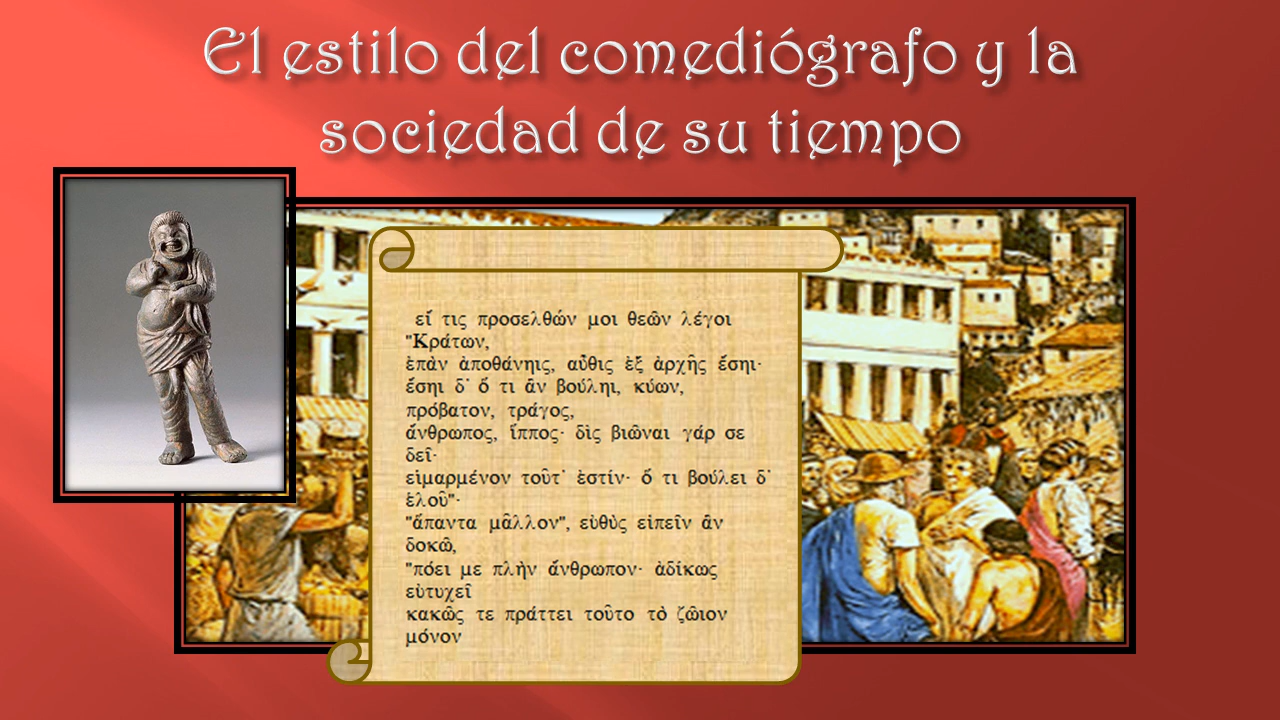 El estilo del comediógrafo y la
sociedad de su tiempo
εἴ τις προσελθών μοι θεῶν λέγοι
"Κράτων,
ἐπὰν ἀποθάνηις, αὖθις ἐξ ἀρχῆς ἔσηι·
ἔσηι δ᾽ ὅ τι ἂν βούληι, κύων,
πρόβατον, τράγος,
ἄνθρωπος, ἵππος· δὶς βιῶναι γάρ σε
δεῖ·
εἱμαρμένον τοῦτ᾽ ἐστίν· ὅ τι βούλει δ᾽
ἑλοῦ"·
"ἅπαντα μᾶλλον", εὐθὺς εἰπεῖν ἂν
δοκῶ,
"πόει με πλὴν ἄνθρωπον· ἀδίκως
εὐτυχεῖ
κακῶς τε πράττει τοῦτο τὸ ζῶιον
μόνον